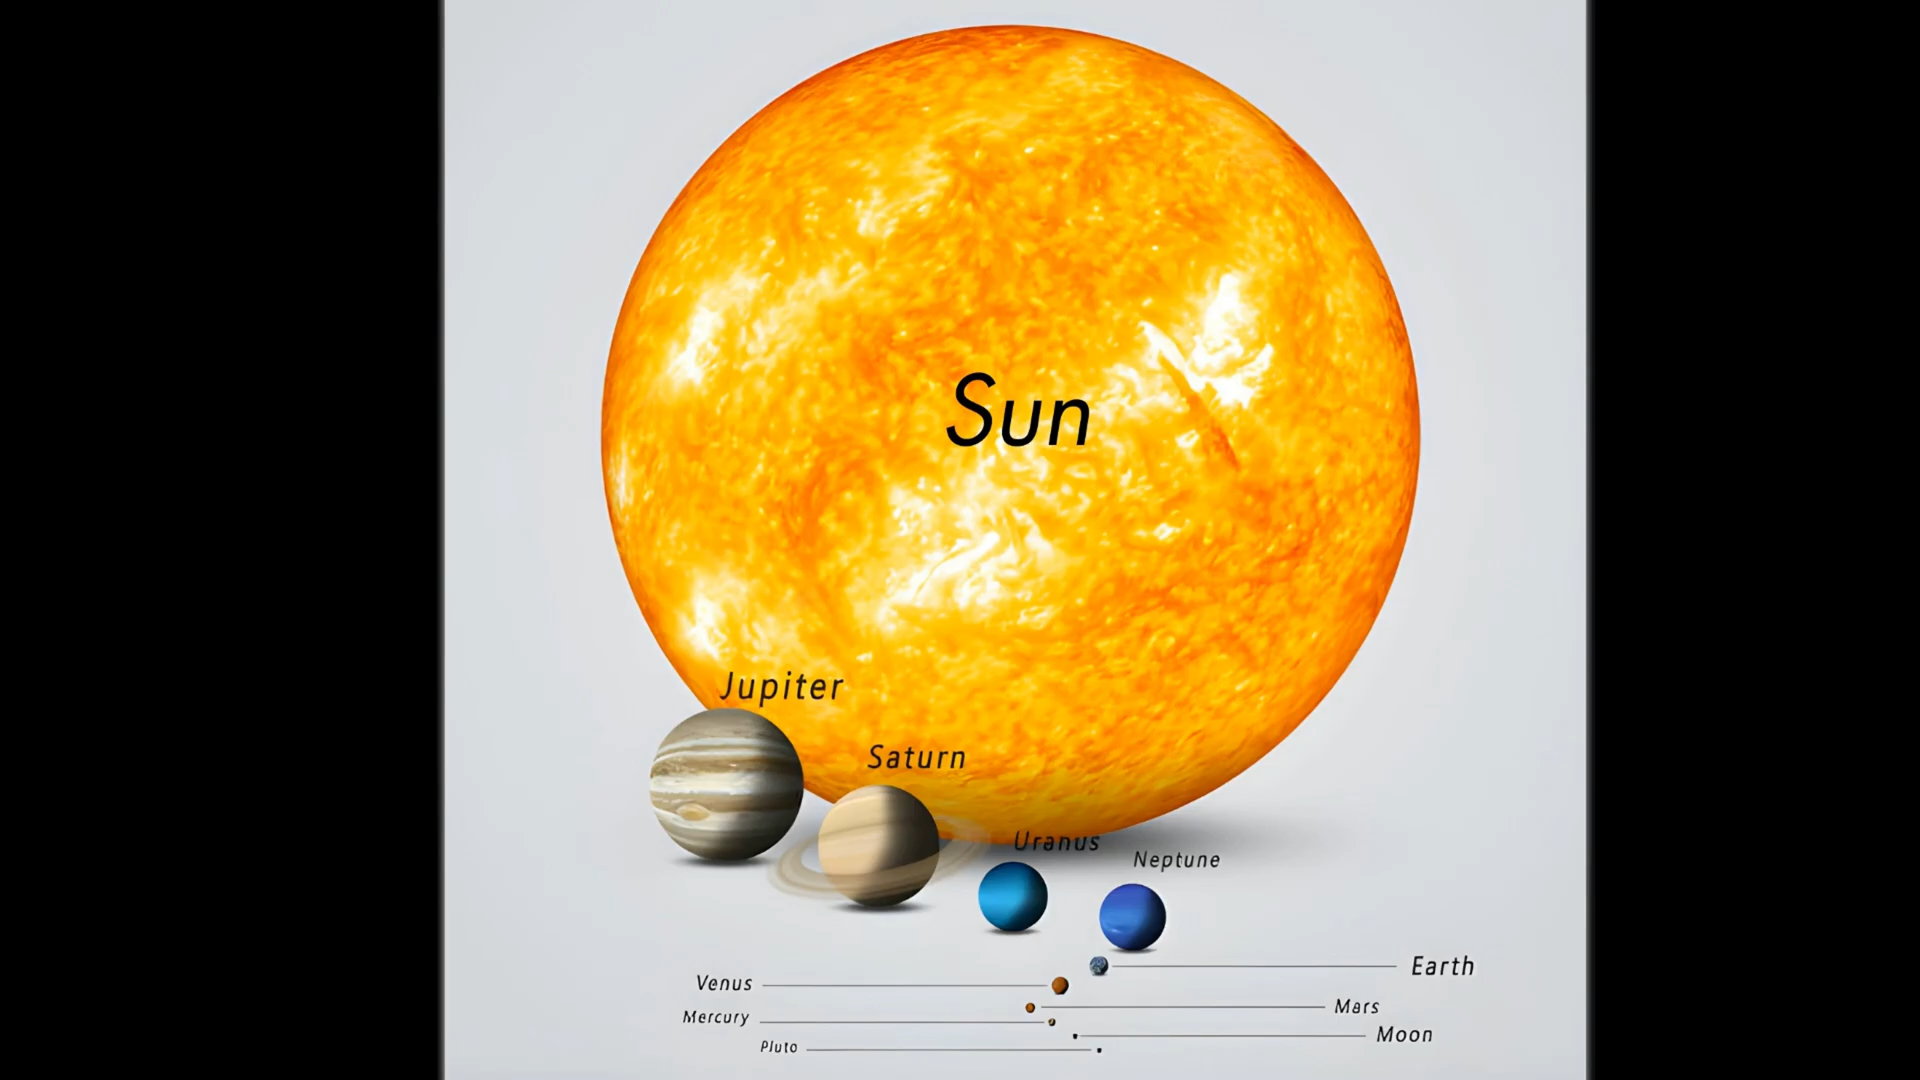 Sun
Jupiter
Saturn
Uranus
Neptune
Earth
Venus
Mars
Mercury
Moon
Pluto